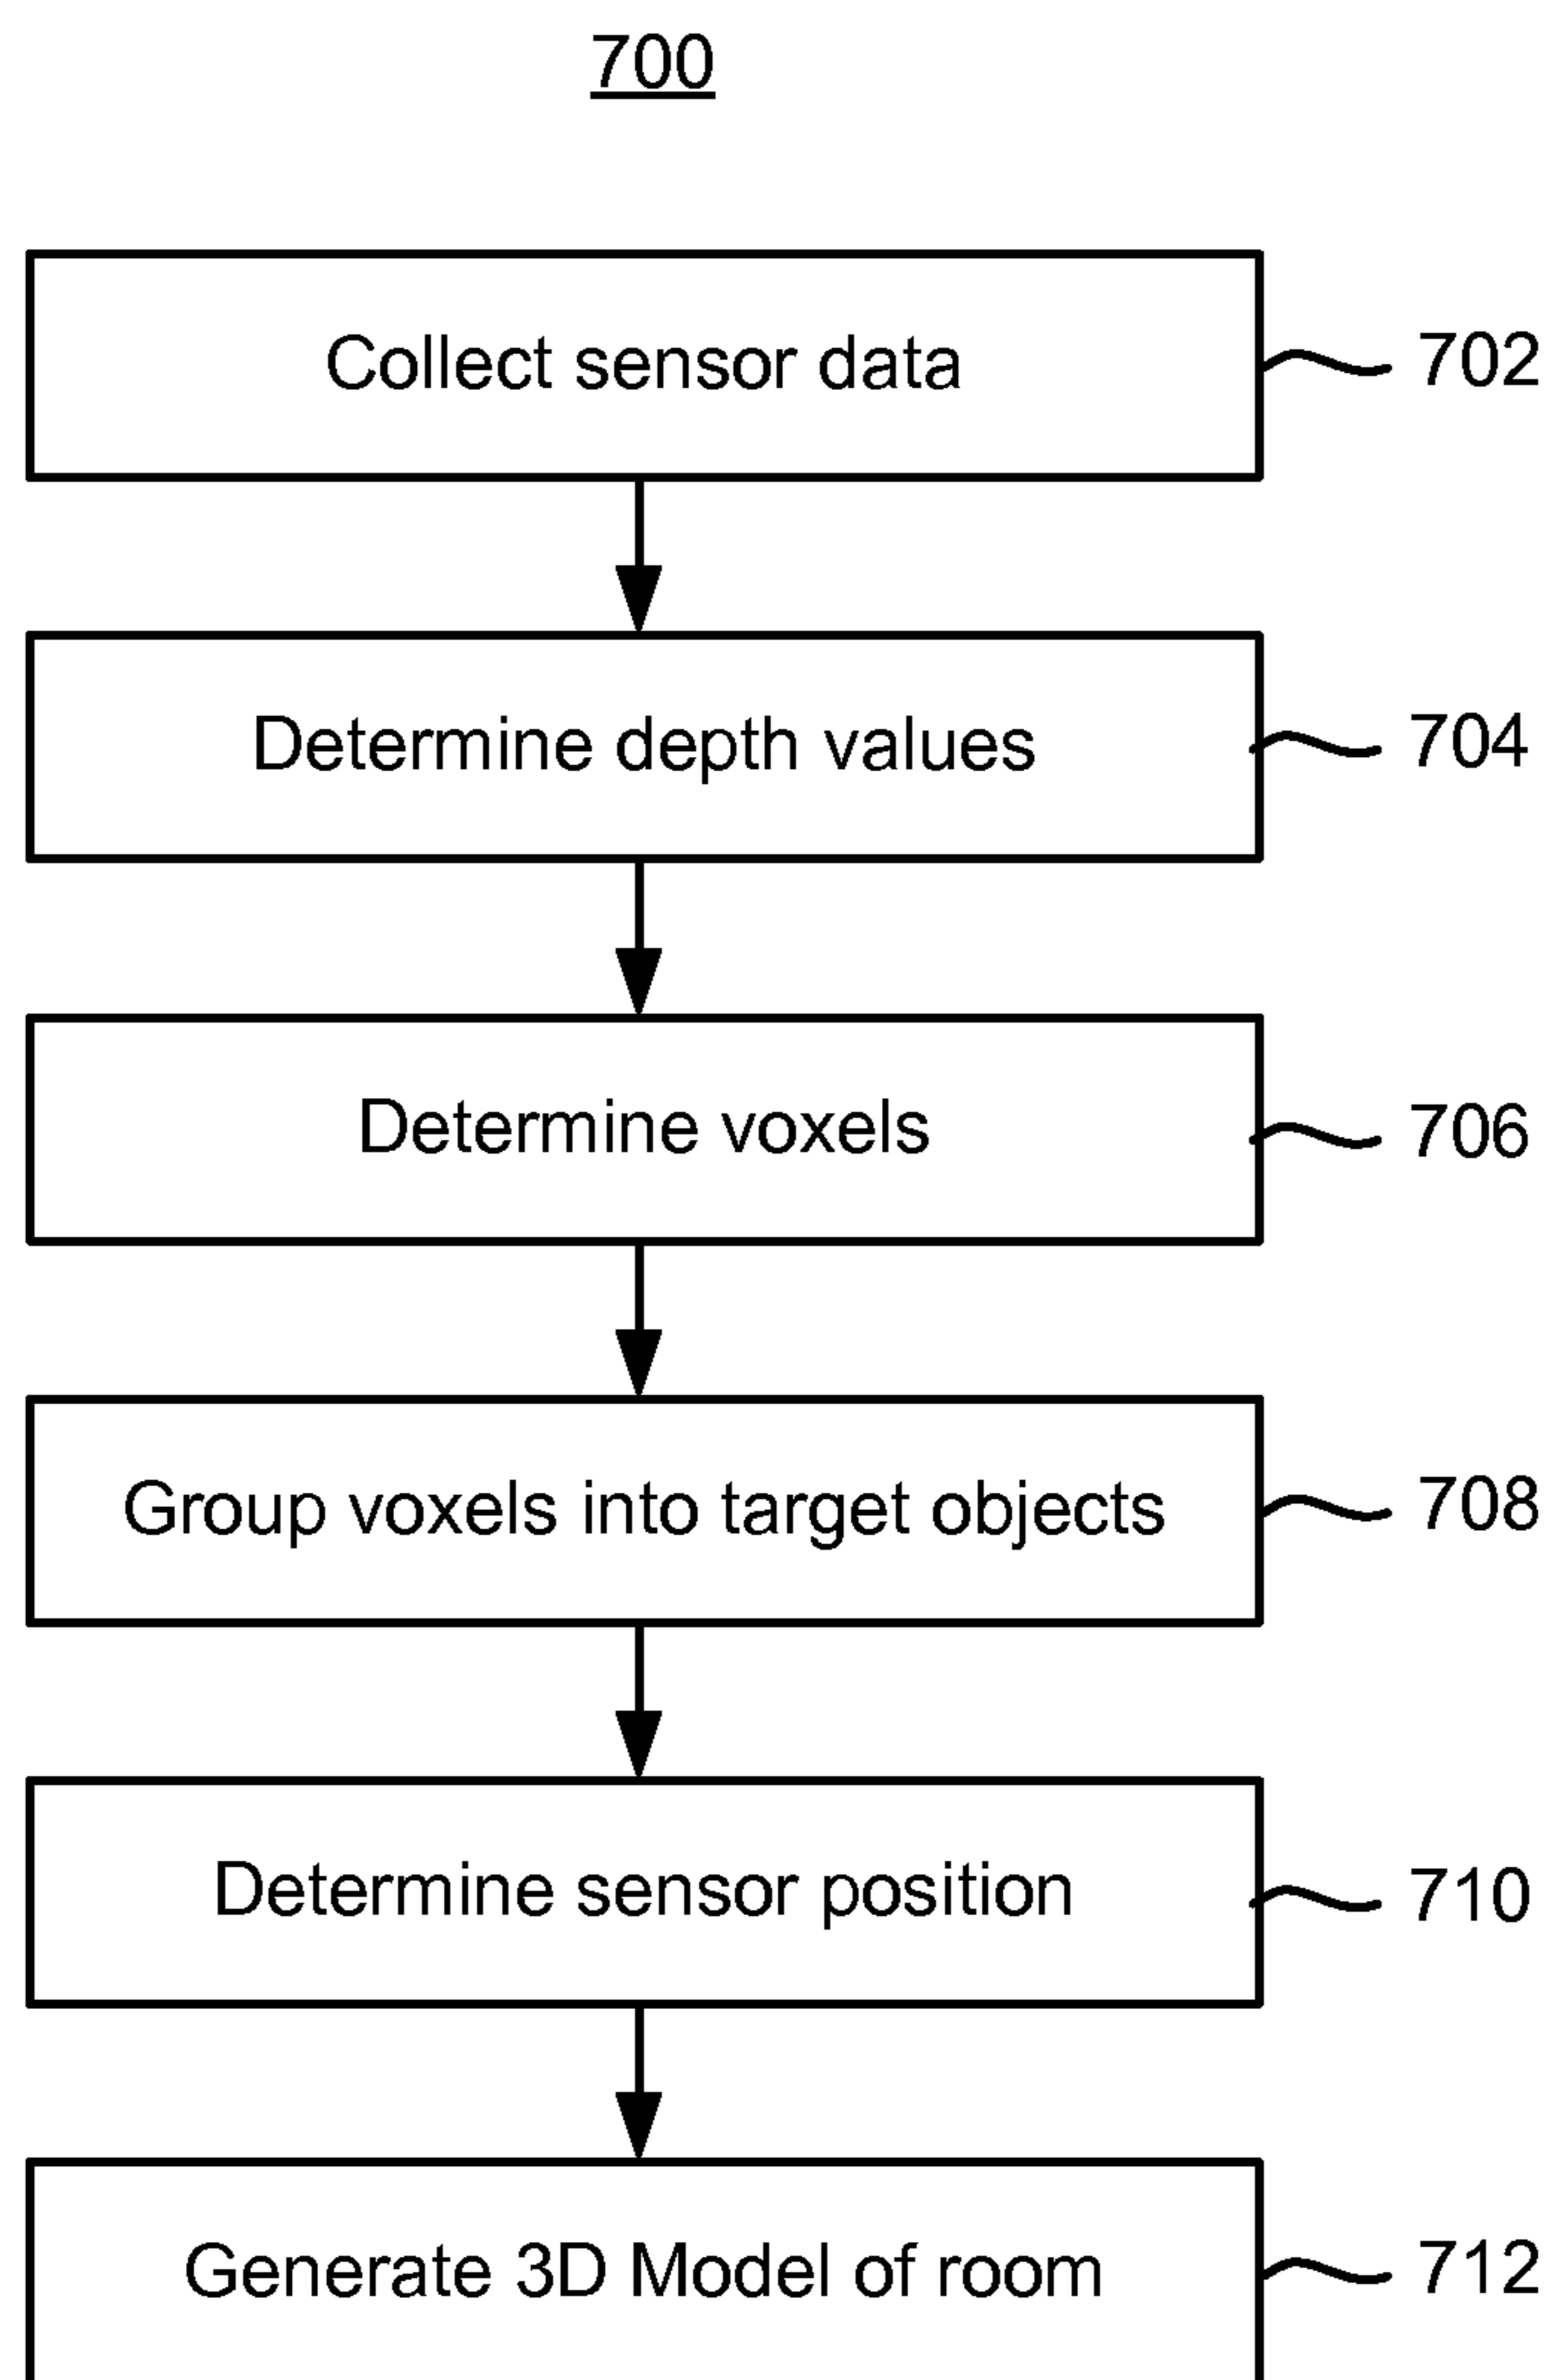 700
Collect sensor data
702
Determine depth values
704
Determine voxels
706
Group voxels into target objects
708
Determine sensor position
710
Generate 3D Model of room
712